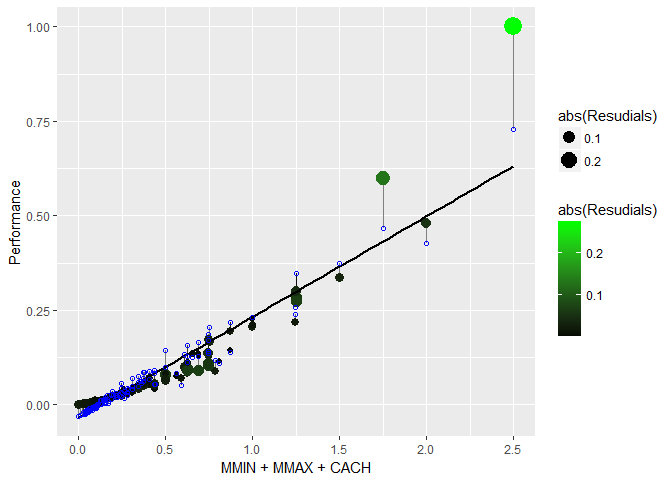 1.00
0.75
0.50
0.25
0.00
Performance
0.0 0.5 1.0 1.5 2.0 2.5
MMIN + MMAX + CACH
abs(Resudials)
0.1
0.2
abs(Resudials)
0.2
0.1